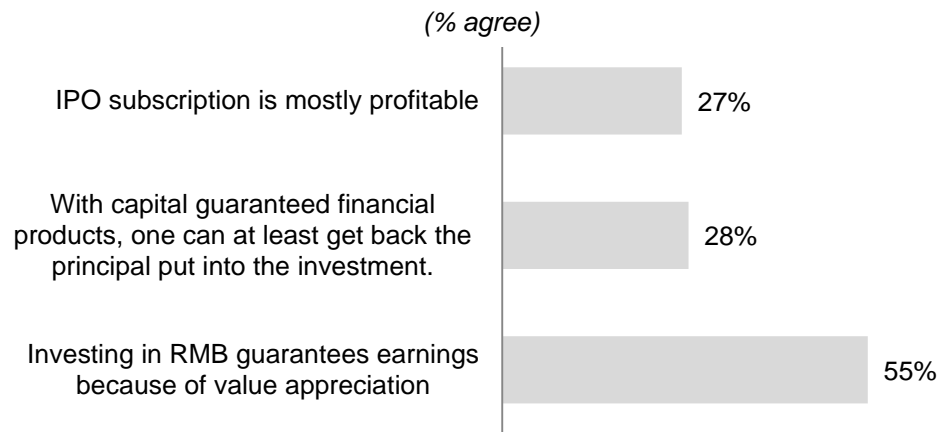 (% agree)
IPO subscription is mostly profitable
27%
With capital guaranteed financial
products, one can at least get back the
principal put into the investment.
28%
Investing in RMB guarantees earnings
because of value appreciation
55%